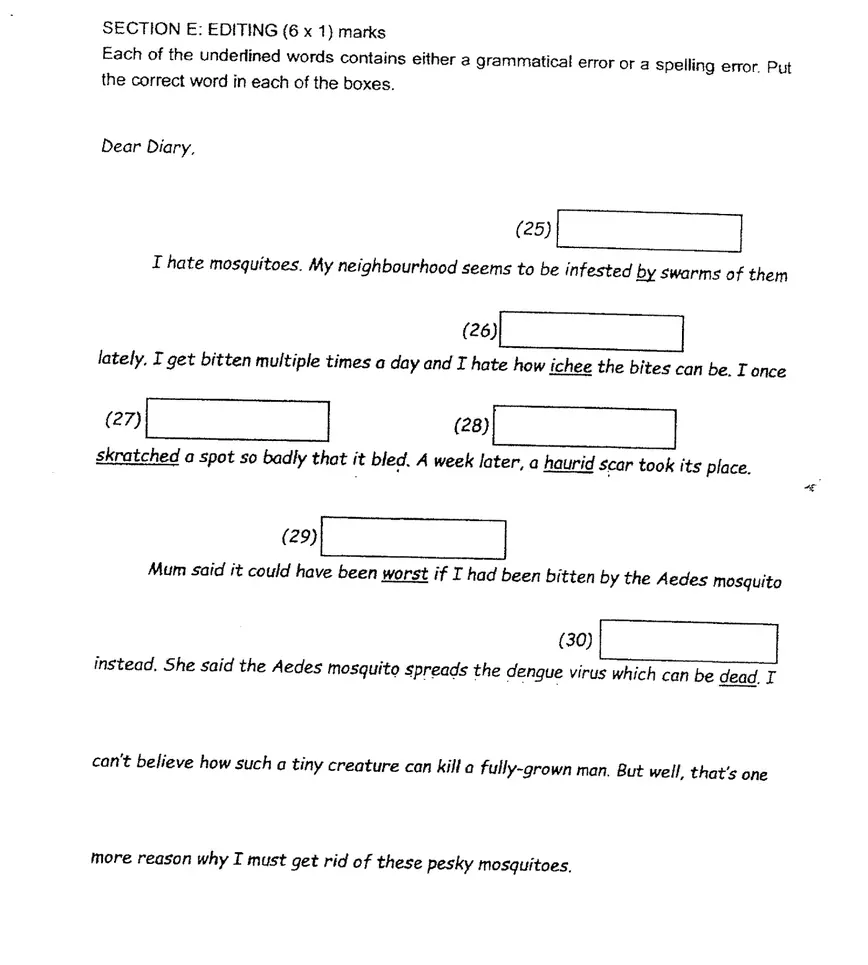 SECTION E: EDITING (6 x 1) marks
Each of the underlined words contains either a grammatical error or a spelling error. Put
the correct word in each of the boxes.
Dear Diary,
(25)
I hate mosquitoes. My neighbourhood seems to be infested by swarms of them
(26)
lately. I get bitten multiple times a day and I hate how ichee the bites can be. I once
(27) (28)
skratched a spot so badly that it bled. A week later, a haurid scar took its place.
(29)
Mum said it could have been worst if I had been bitten by the Aedes mosquito
(30)
instead. She said the Aedes mosquito spreads the dengue virus which can be dead. I
can't believe how such a tiny creature can kill a fully-grown man. But well, that's one
more reason why I must get rid of these pesky mosquitoes.